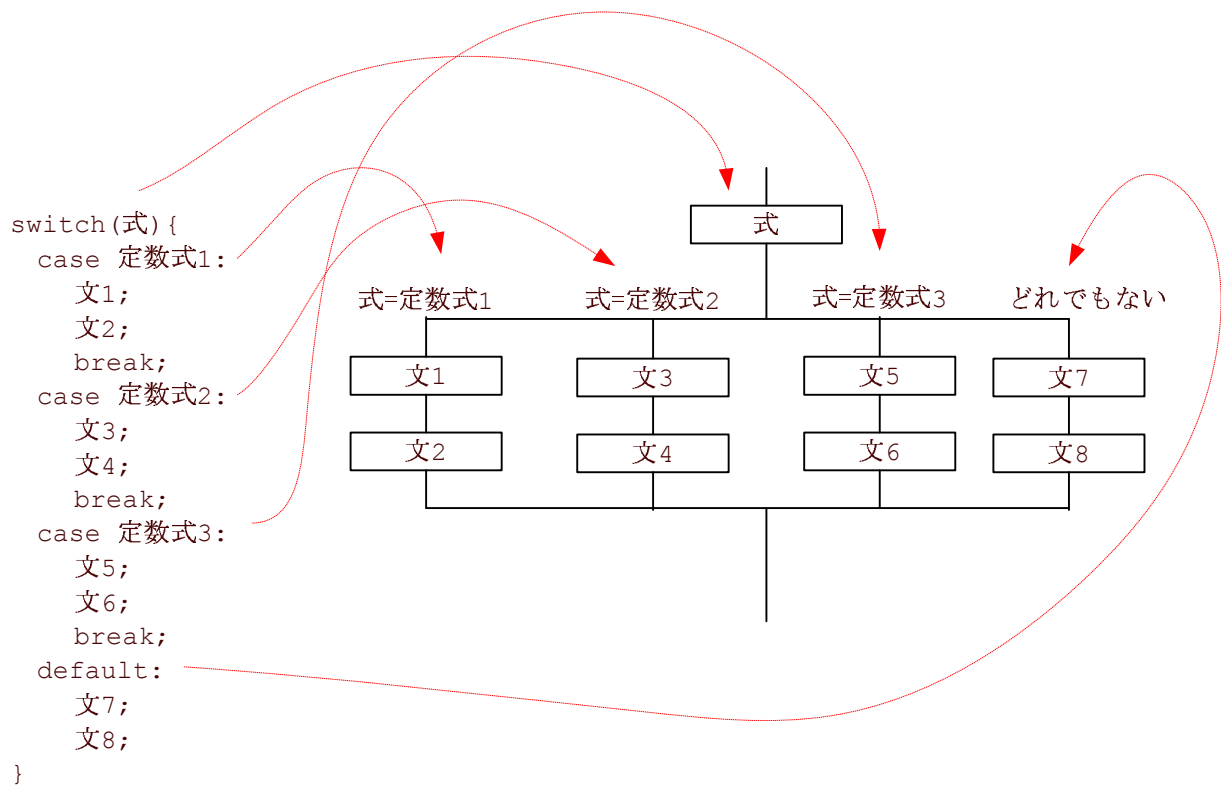 switch(式){
case 定数式1:
文1;
文2;
break;
case 定数式2:
文3;
文4;
break;
case 定数式3:
文5;
文6;
break;
default:
文7;
文8;
}
式
式=定数式1 式=定数式2 式=定数式3 どれでもない
文1 文3 文5 文7
文2 文4 文6 文8